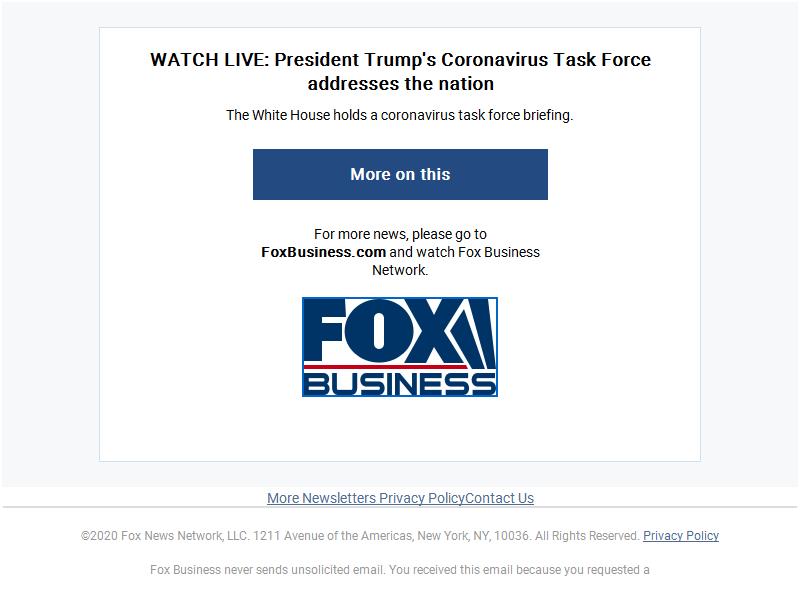 WATCH LIVE: President Trump's Coronavirus Task Force
addresses the nation
The White House holds a coronavirus task force briefing.
More on this
For more news, please go to
FoxBusiness.com and watch Fox Business
Network.
FOX
BUSINESS
More Newsletters Privacy PolicyContact Us
©2020 Fox News Network, LLC. 1211 Avenue of the Americas, New York, NY, 10036. All Rights Reserved. Privacy Policy
Fox Business never sends unsolicited email. You received this email because you requested a